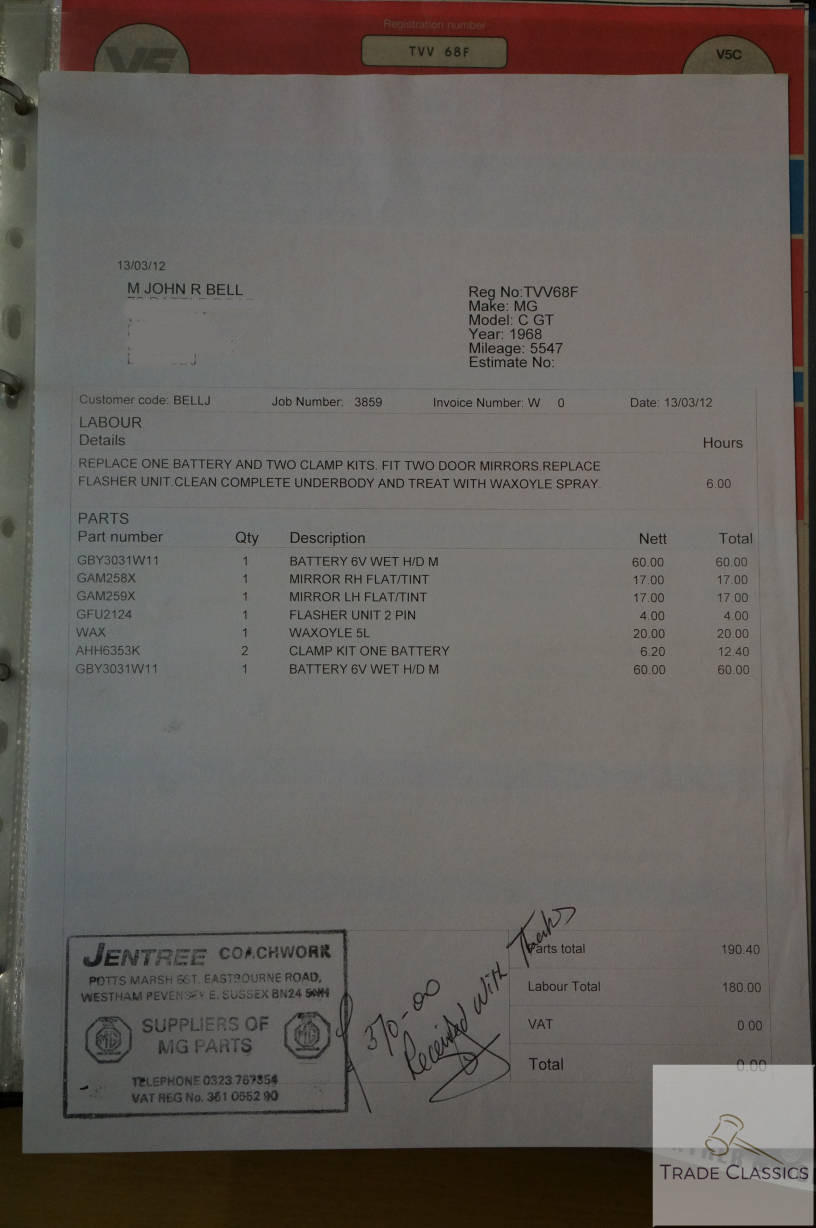 Registration number
TVV 68F
V5
V5C
13/03/12
M JOHN R BELL
Reg No:TVV68F
Make: MG
Model: C GT
Year: 1968
Mileage: 5547
Estimate No:
Customer code: BELLJ Job Number: 3859 Invoice Number: W 0 Date: 13/03/12
LABOUR
Details Hours
REPLACE ONE BATTERY AND TWO CLAMP KITS. FIT TWO DOOR MIRRORS.REPLACE
FLASHER UNIT.CLEAN COMPLETE UNDERBODY AND TREAT WITH WAXOYLE SPRAY. 6.00
PARTS
Part number Qty Description Nett Total
GBY3031W11 1 BATTERY 6V WET H/D M 60.00 60.00
GAM258X 1 MIRROR RH FLAT/TINT 17.00 17.00
GAM259X 1 MIRROR LH FLAT/TINT 17.00 17.00
GFU2124 1 FLASHER UNIT 2 PIN 4.00 4.00
WAX 1 WAXOYLE 5L 20.00 20.00
AHH6353K 2 CLAMP KIT ONE BATTERY 6.20 12.40
GBY3031W11 1 BATTERY 6V WET H/D M 60.00 60.00
Parts total 190.40
Labour Total 180.00
VAT 0.00
Total 0.00
JENTREE COACHWORK
POTTS MARSH EST. EASTBOURNE ROAD,
WESTHAM PEVENSEY E. SUSSEX BN24
MG SUPPLIERS OF MG
MG PARTS
TELEPHONE 0323 767354
VAT REG No. 351 0552 90
£370-00
Received With Thanks
TRADE CLASSICS